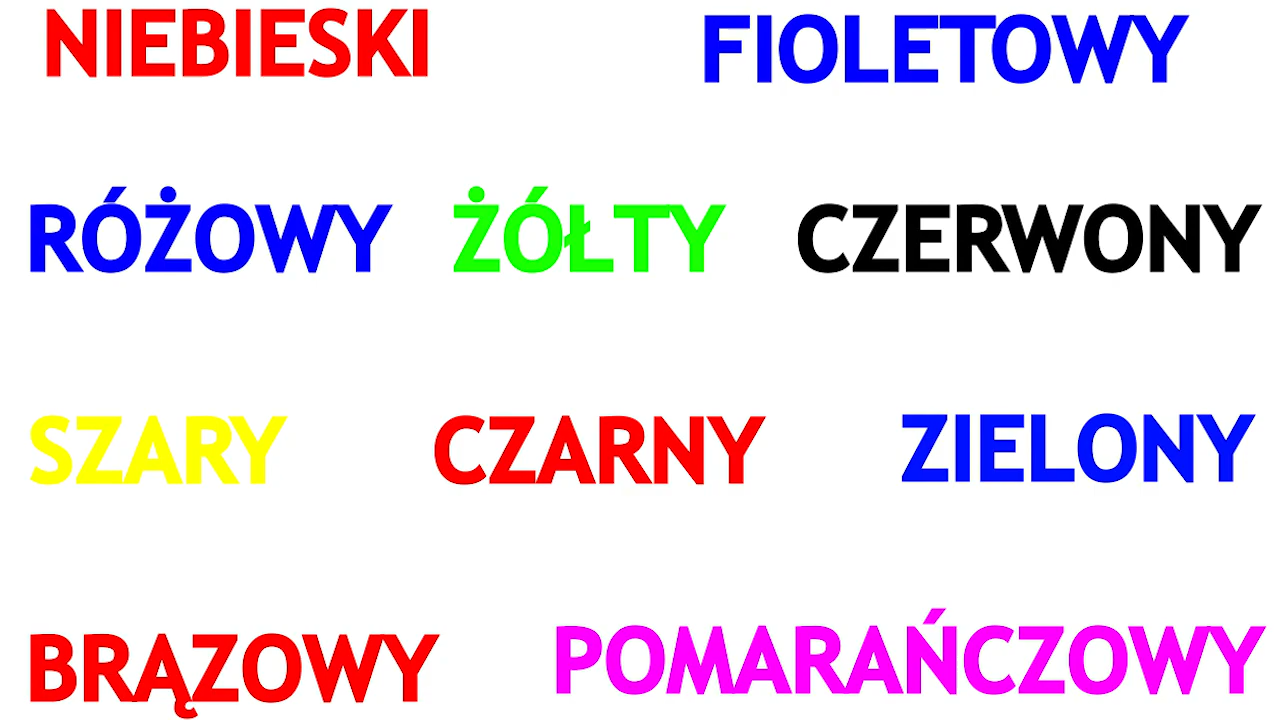 NIEBIESKI FIOLETOWY
RÓŻOWY ŻÓŁTY CZERWONY
SZARY CZARNY ZIELONY
BRĄZOWY POMARAŃCZOWY